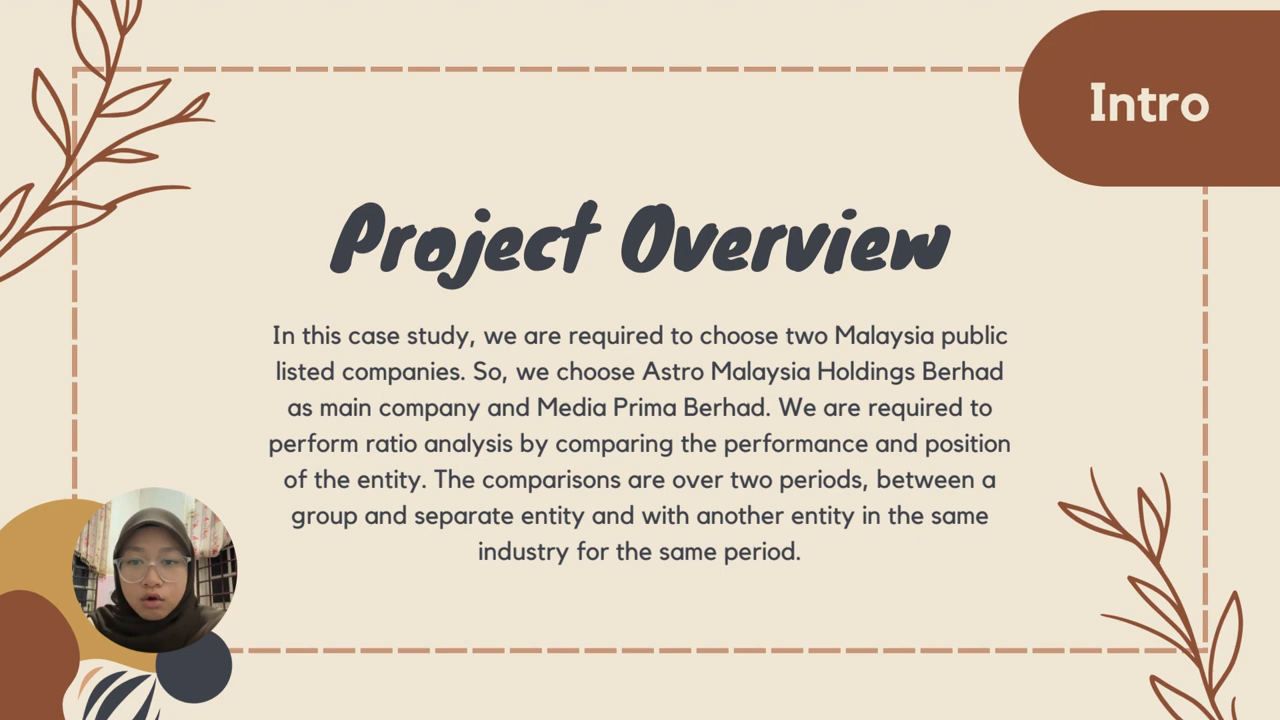 Intro
Project Overview
In this case study, we are required to choose two Malaysia public
listed companies. So, we choose Astro Malaysia Holdings Berhad
as main company and Media Prima Berhad. We are required to
perform ratio analysis by comparing the performance and position
of the entity. The comparisons are over two periods, between a
group and separate entity and with another entity in the same
industry for the same period.